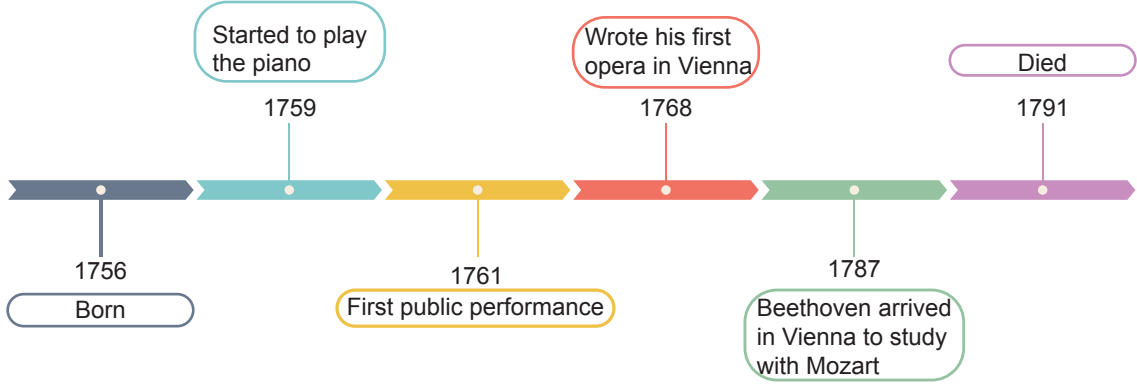 Started to play
the piano
1759
Wrote his first
opera in Vienna
1768
Died
1791
1756
Born
1761
First public performance
1787
Beethoven arrived
in Vienna to study
with Mozart